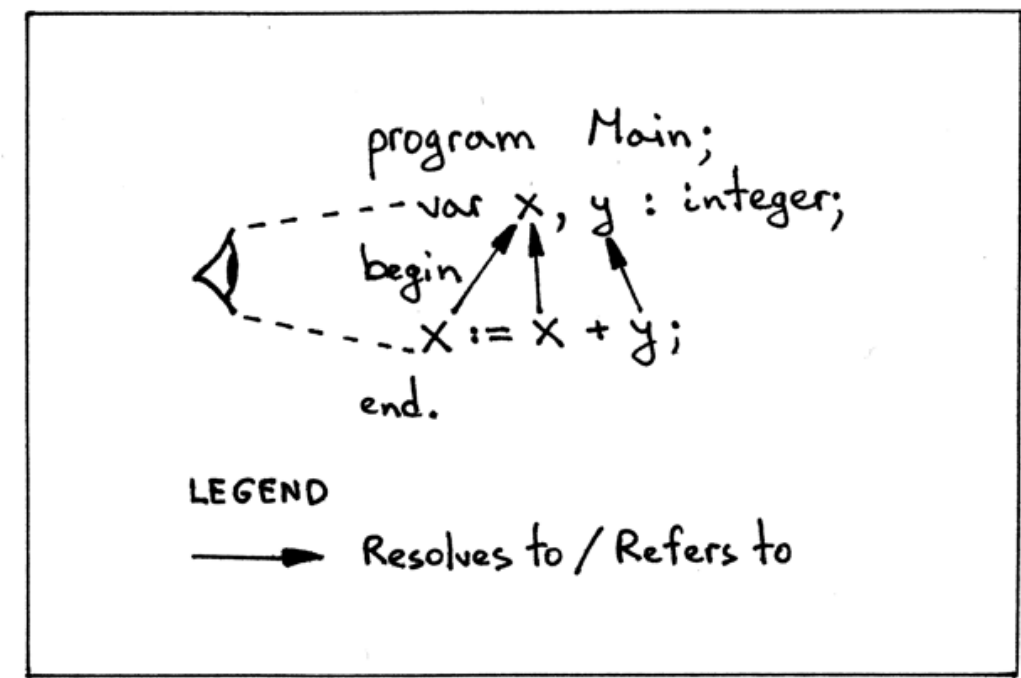 program Main;
var x, y : integer;
begin
x := x + y;
end.
LEGEND
Resolves to / Refers to